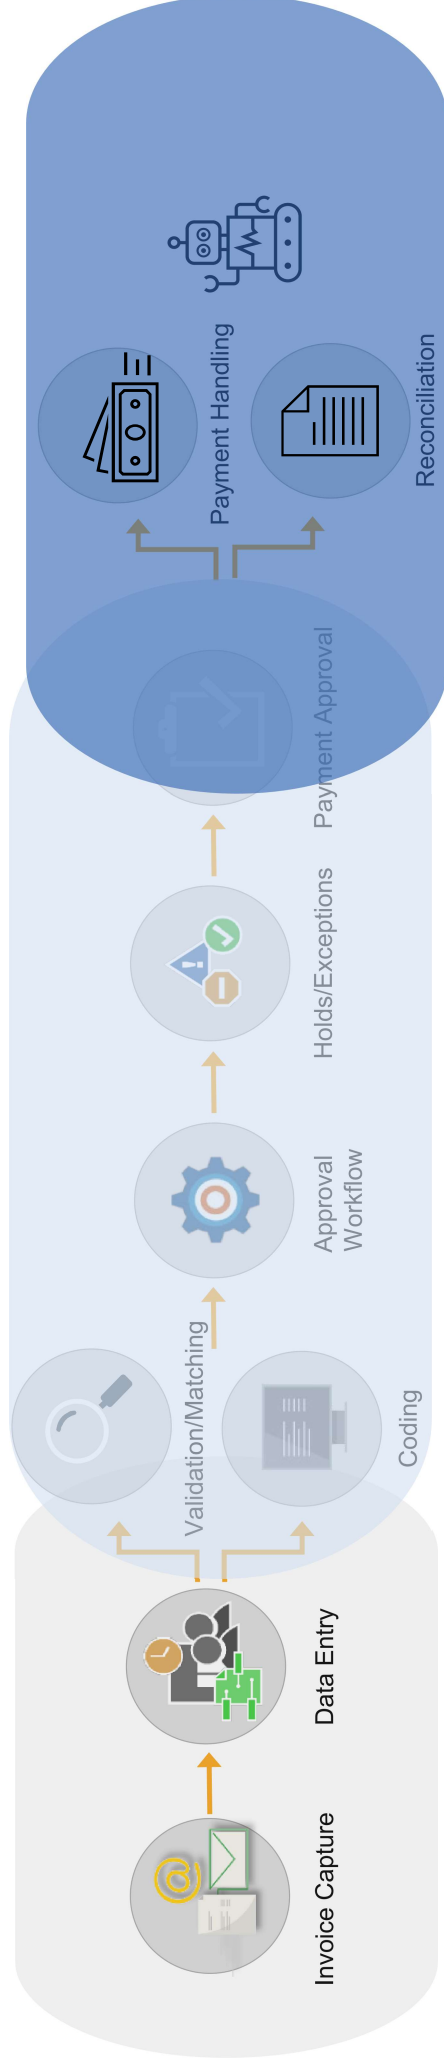 Invoice Capture
Data Entry
Validation/Matching
Coding
Approval
Workflow
Holds/Exceptions
Payment Approval
Payment Handling
Reconciliation